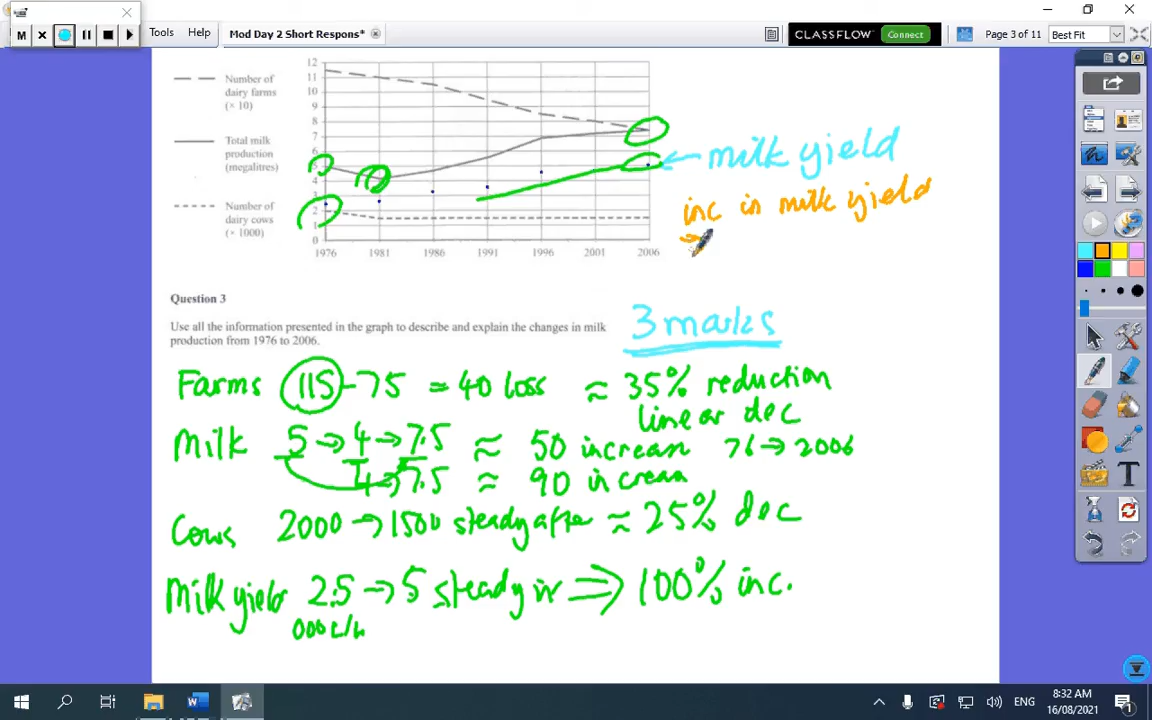 Tools Help Mod Day 2 Short Respons* CLASSFLOW Connect Page 3 of 11 Best Fit
Number of
dairy farms
(× 10)
Total milk
production
(megalitres)
Number of
dairy cows
(× 1000)
12
11
10
9
8
7
6
5
4
3
2
1
0
1976 1981 1986 1991 1996 2001 2006
milk yield
inc in milk yield
Question 3
Use all the information presented in the graph to describe and explain the changes in milk
production from 1976 to 2006.
3 marks
Farms 115 - 75 = 40 loss ≈ 35% reduction
linear dec
Milk 5 → 4 → 7.5 ≈ 50 increase 76 → 2006
4 → 7.5 ≈ 90 increase
Cows 2000 → 1500 steady after ≈ 25% dec
Milk yield 2.5 → 5 steady in ⇒ 100% inc.
000 L/
ENG
8:32 AM
16/08/2021